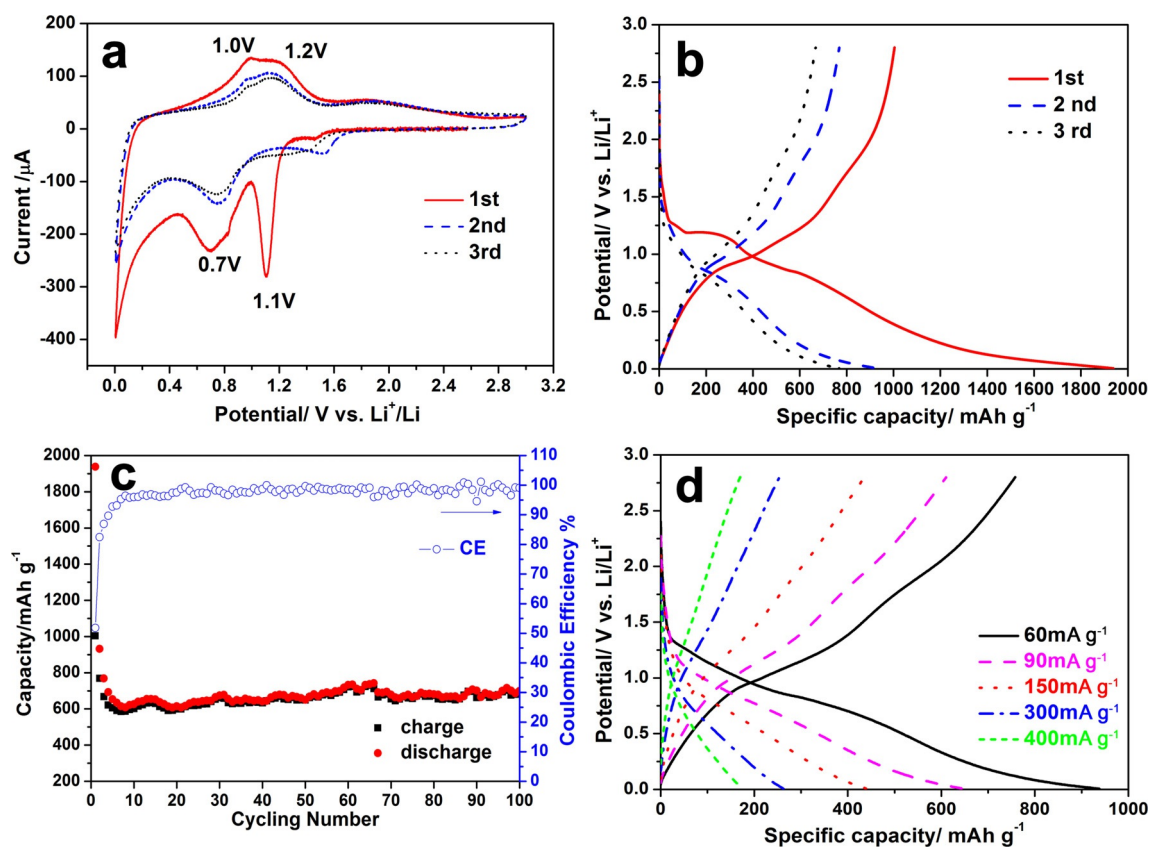 a
200
100
0
-100
-200
-300
-400
Current /μA
1.0V
1.2V
0.7V
1.1V
1st
2nd
3rd
0.0 0.4 0.8 1.2 1.6 2.0 2.4 2.8 3.2
Potential/ V vs. Li⁺/Li
b
3.0
2.5
2.0
1.5
1.0
0.5
0.0
Potential/ V vs. Li/Li⁺
1st
2 nd
3 rd
0 200 400 600 800 1000 1200 1400 1600 1800 2000
Specific capacity/ mAh g⁻¹
c
2000
1800
1600
1400
1200
1000
800
600
400
200
Capacity/mAh g⁻¹
CE
charge
discharge
110
100
90
80
70
60
50
40
30
20
10
0
Coulombic Efficiency %
0 10 20 30 40 50 60 70 80 90 100
Cycling Number
d
3.0
2.5
2.0
1.5
1.0
0.5
0.0
Potential/ V vs. Li/Li⁺
60mA g⁻¹
90mA g⁻¹
150mA g⁻¹
300mA g⁻¹
400mA g⁻¹
0 200 400 600 800 1000
Specific capacity/ mAh g⁻¹